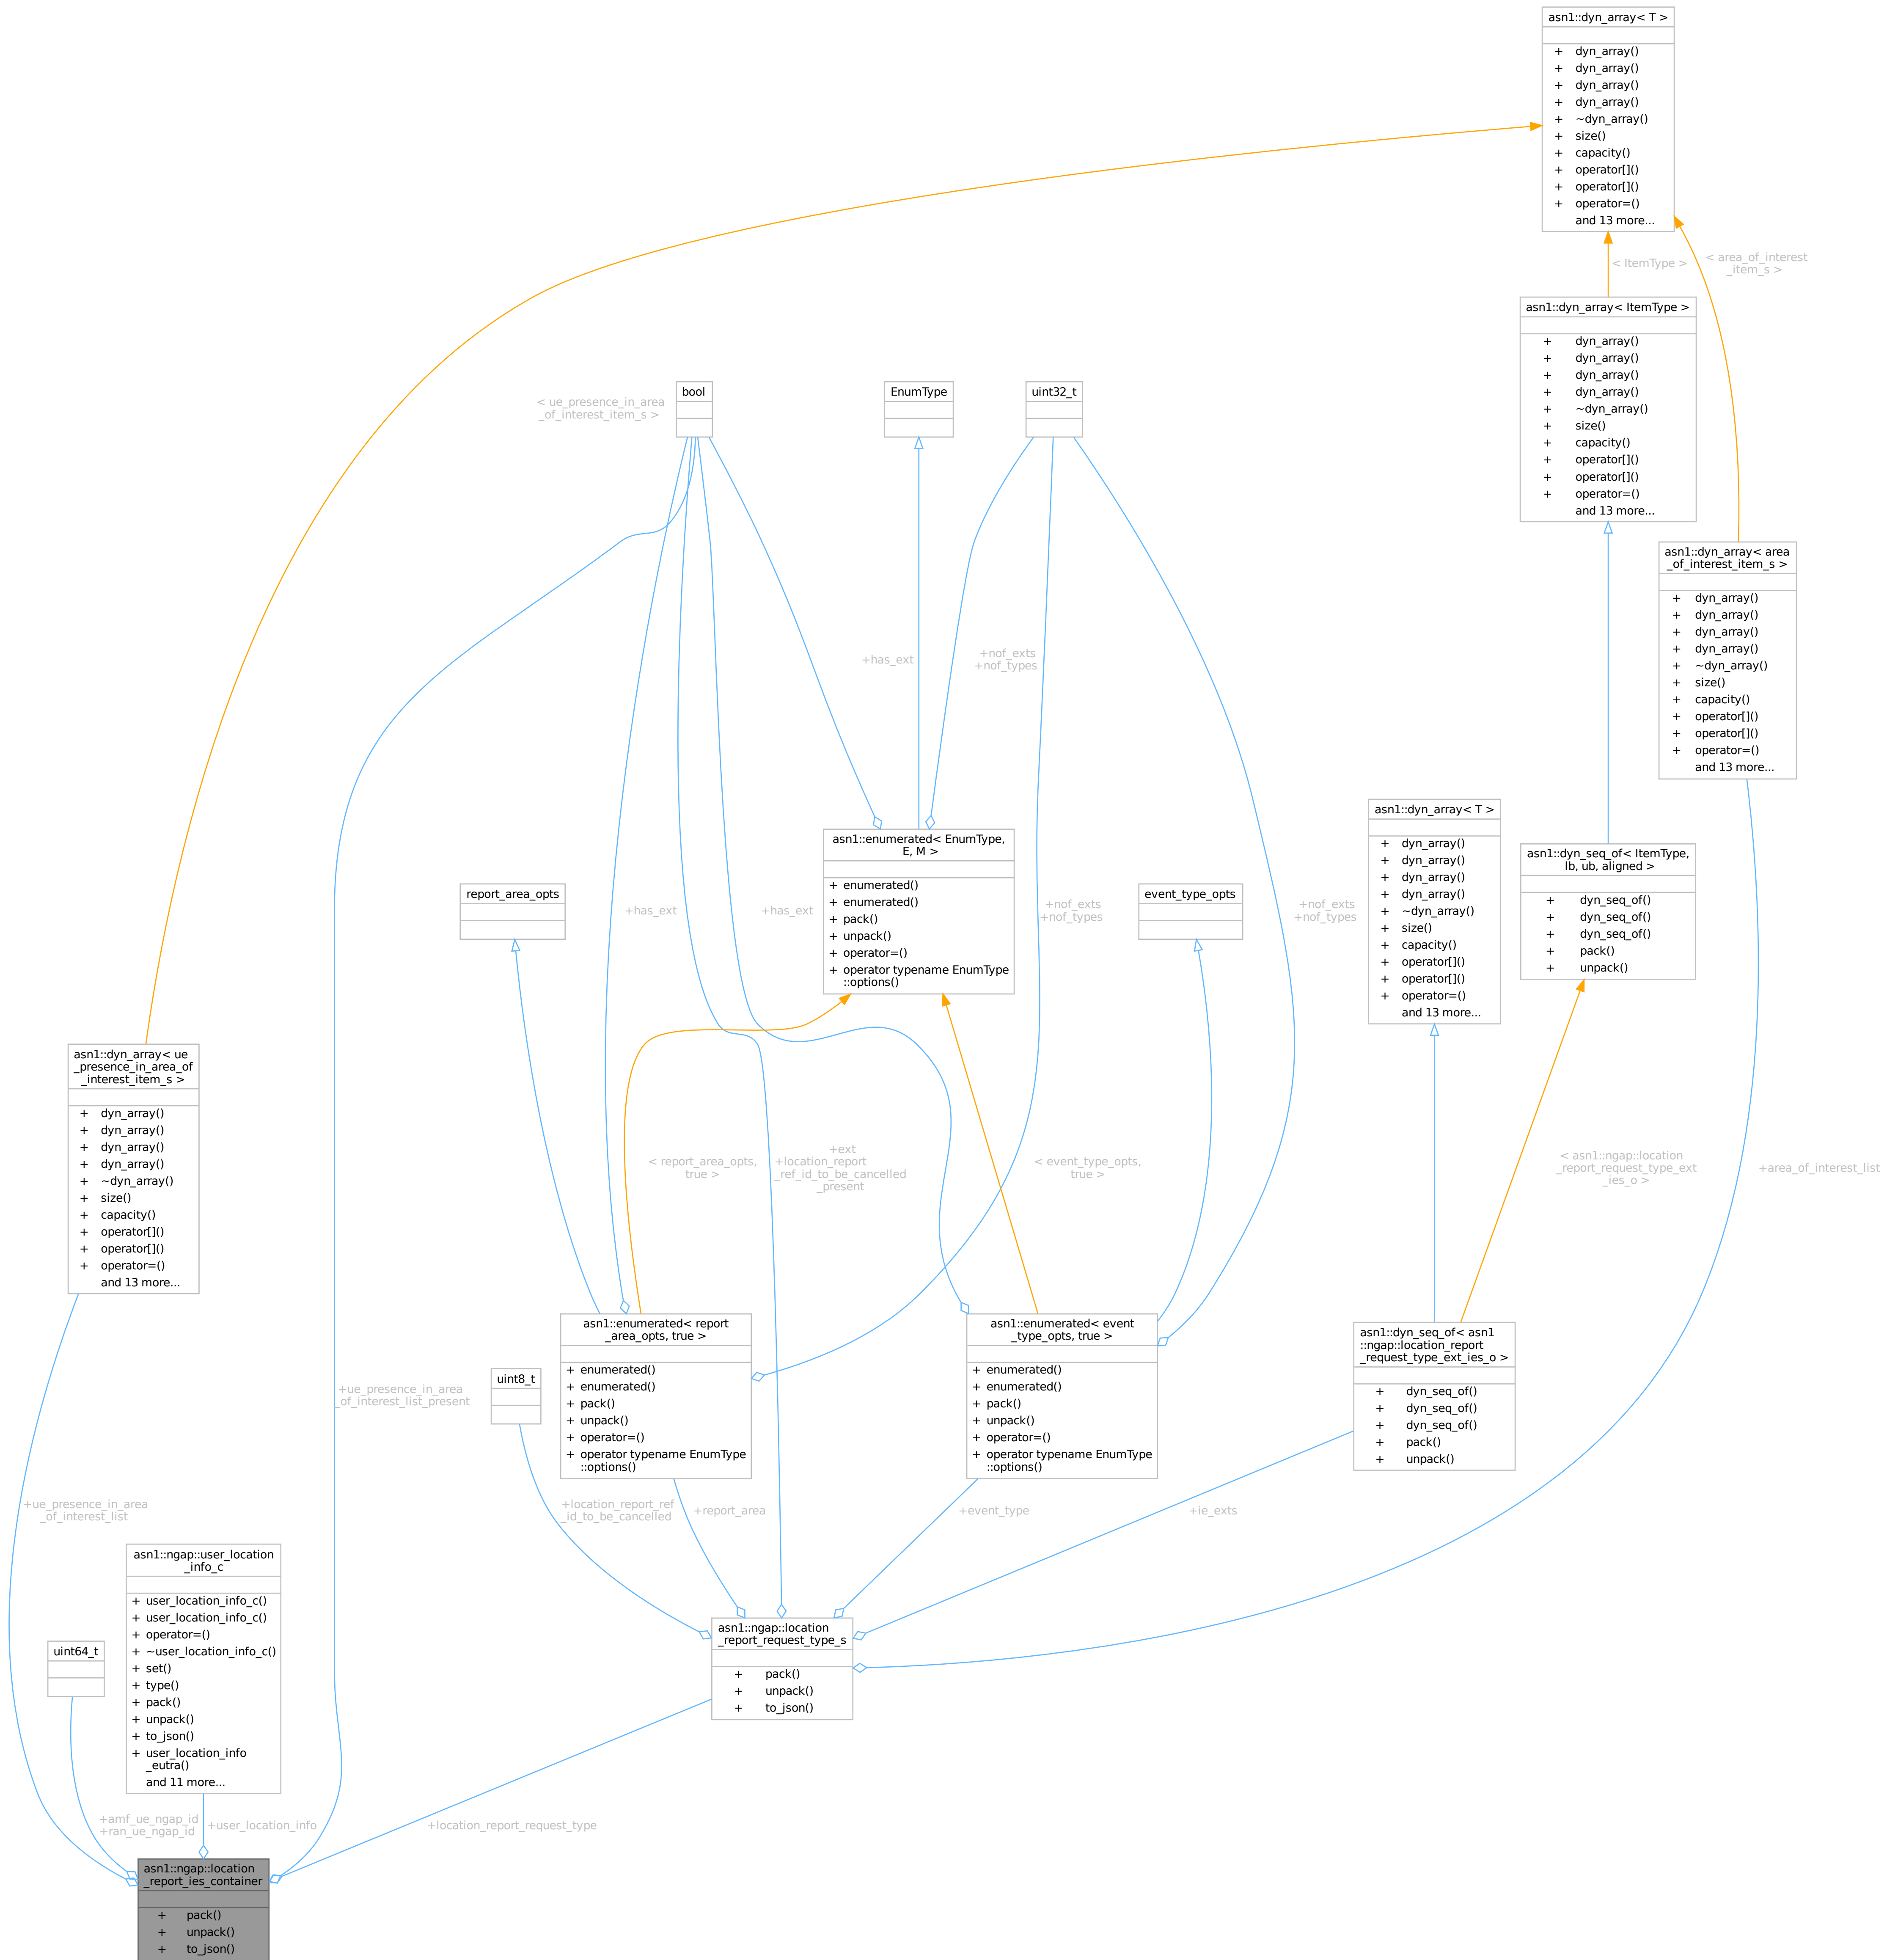 asn1::dyn_array< T >
+ dyn_array()
+ dyn_array()
+ dyn_array()
+ dyn_array()
+ ~dyn_array()
+ size()
+ capacity()
+ operator[]()
+ operator[]()
+ operator=()
and 13 more...
< ItemType >
< area_of_interest
_item_s >
asn1::dyn_array< ItemType >
+ dyn_array()
+ dyn_array()
+ dyn_array()
+ dyn_array()
+ ~dyn_array()
+ size()
+ capacity()
+ operator[]()
+ operator[]()
+ operator=()
and 13 more...
< ue_presence_in_area
_of_interest_item_s >
bool
EnumType
uint32_t
asn1::dyn_array< area
_of_interest_item_s >
+ dyn_array()
+ dyn_array()
+ dyn_array()
+ dyn_array()
+ ~dyn_array()
+ size()
+ capacity()
+ operator[]()
+ operator[]()
+ operator=()
and 13 more...
+has_ext
+nof_exts
+nof_types
asn1::enumerated< EnumType,
E, M >
+ enumerated()
+ enumerated()
+ pack()
+ unpack()
+ operator=()
+ operator typename EnumType
::options()
asn1::dyn_array< T >
+ dyn_array()
+ dyn_array()
+ dyn_array()
+ dyn_array()
+ ~dyn_array()
+ size()
+ capacity()
+ operator[]()
+ operator[]()
+ operator=()
and 13 more...
asn1::dyn_seq_of< ItemType,
lb, ub, aligned >
+ dyn_seq_of()
+ dyn_seq_of()
+ dyn_seq_of()
+ pack()
+ unpack()
report_area_opts
+has_ext
+has_ext
+nof_exts
+nof_types
event_type_opts
+nof_exts
+nof_types
asn1::dyn_array< ue
_presence_in_area_of
_interest_item_s >
+ dyn_array()
+ dyn_array()
+ dyn_array()
+ dyn_array()
+ ~dyn_array()
+ size()
+ capacity()
+ operator[]()
+ operator[]()
+ operator=()
and 13 more...
< report_area_opts,
true >
+ext
+location_report
_ref_id_to_be_cancelled
_present
< event_type_opts,
true >
< asn1::ngap::location
_report_request_type_ext
_ies_o >
+area_of_interest_list
+ue_presence_in_area
_of_interest_list_present
uint8_t
asn1::enumerated< report
_area_opts, true >
+ enumerated()
+ enumerated()
+ pack()
+ unpack()
+ operator=()
+ operator typename EnumType
::options()
asn1::enumerated< event
_type_opts, true >
+ enumerated()
+ enumerated()
+ pack()
+ unpack()
+ operator=()
+ operator typename EnumType
::options()
asn1::dyn_seq_of< asn1
::ngap::location_report
_request_type_ext_ies_o >
+ dyn_seq_of()
+ dyn_seq_of()
+ dyn_seq_of()
+ pack()
+ unpack()
+ue_presence_in_area
_of_interest_list
+location_report_ref
_id_to_be_cancelled
+report_area
+event_type
+ie_exts
uint64_t
asn1::ngap::user_location
_info_c
+ user_location_info_c()
+ user_location_info_c()
+ operator=()
+ ~user_location_info_c()
+ set()
+ type()
+ pack()
+ unpack()
+ to_json()
+ user_location_info
_eutra()
and 11 more...
asn1::ngap::location
_report_request_type_s
+ pack()
+ unpack()
+ to_json()
+amf_ue_ngap_id
+ran_ue_ngap_id
+user_location_info
+location_report_request_type
asn1::ngap::location
_report_ies_container
+ pack()
+ unpack()
+ to_json()